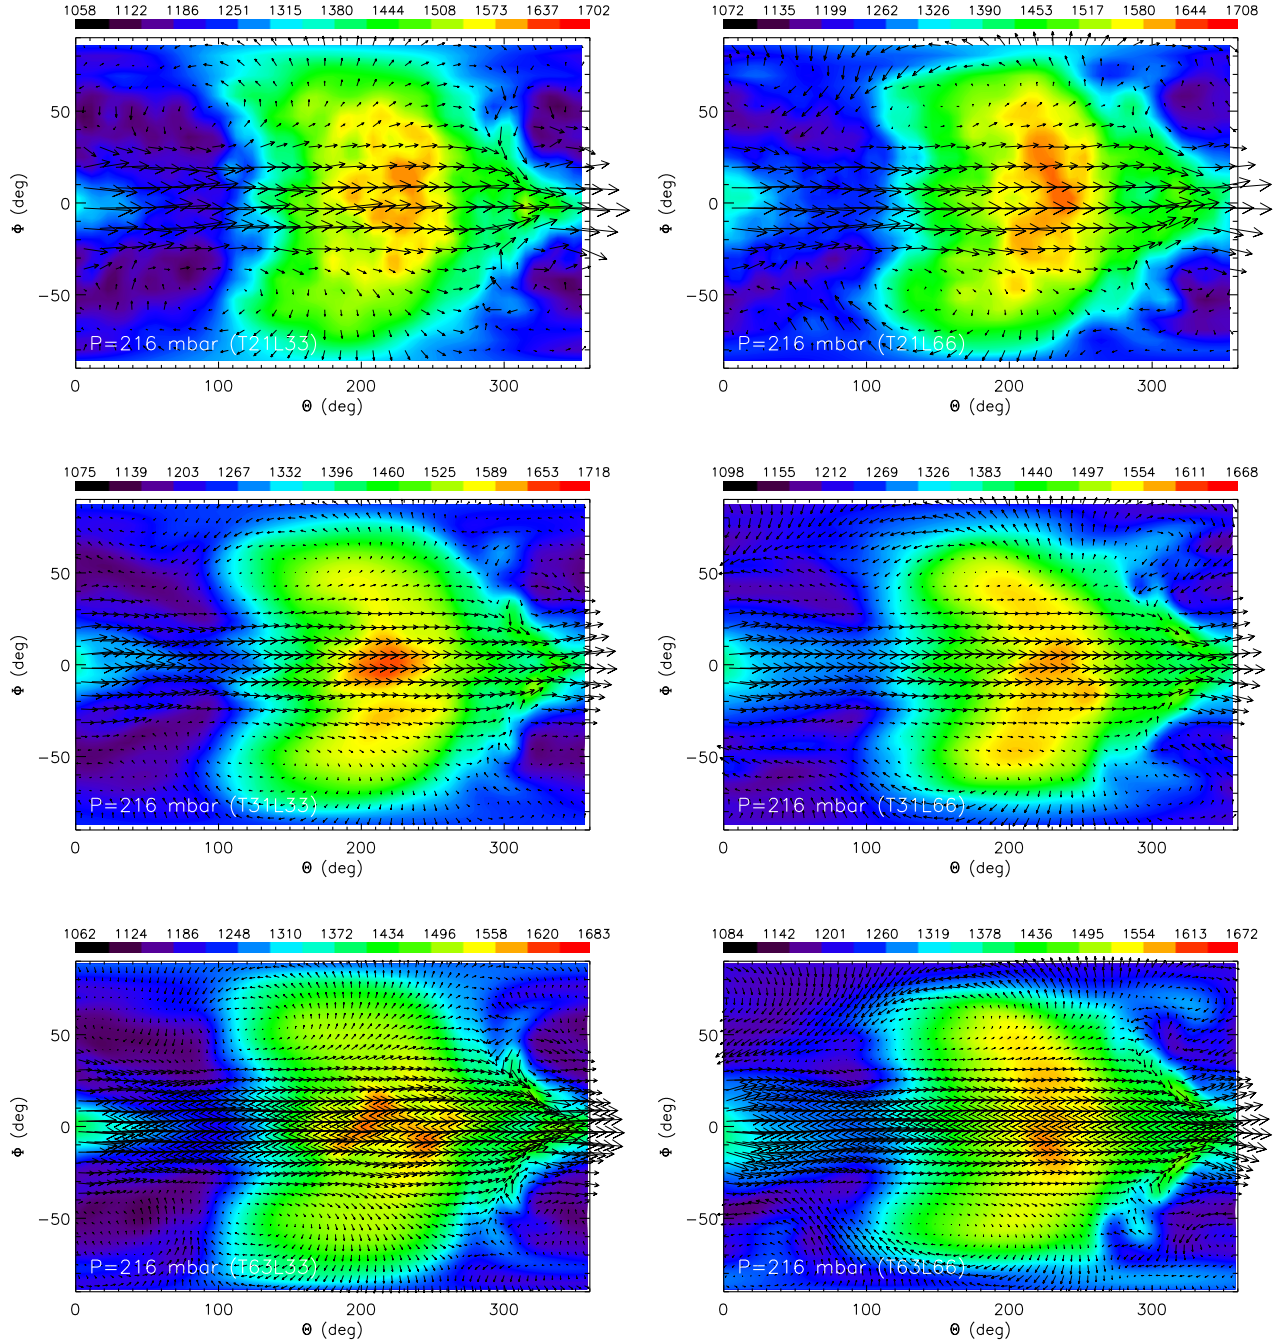 1058 1122 1187 1251 1315 1380 1444 1508 1573 1637 1702
50
0
-50
Φ (deg)
P=216 mbar (T21L33)
0 100 200 300
Θ (deg)
1072 1135 1199 1262 1326 1390 1453 1517 1580 1644 1708
50
0
-50
Φ (deg)
P=216 mbar (T21L66)
0 100 200 300
Θ (deg)
1075 1139 1203 1267 1332 1396 1460 1525 1589 1653 1718
50
0
-50
Φ (deg)
P=216 mbar (T31L33)
0 100 200 300
Θ (deg)
1098 1155 1212 1269 1326 1383 1440 1497 1554 1611 1668
50
0
-50
Φ (deg)
P=216 mbar (T31L66)
0 100 200 300
Θ (deg)
1062 1124 1186 1248 1310 1372 1434 1496 1558 1620 1683
50
0
-50
Φ (deg)
P=216 mbar (T63L33)
0 100 200 300
Θ (deg)
1084 1142 1201 1260 1319 1378 1436 1495 1554 1613 1672
50
0
-50
Φ (deg)
P=216 mbar (T63L66)
0 100 200 300
Θ (deg)